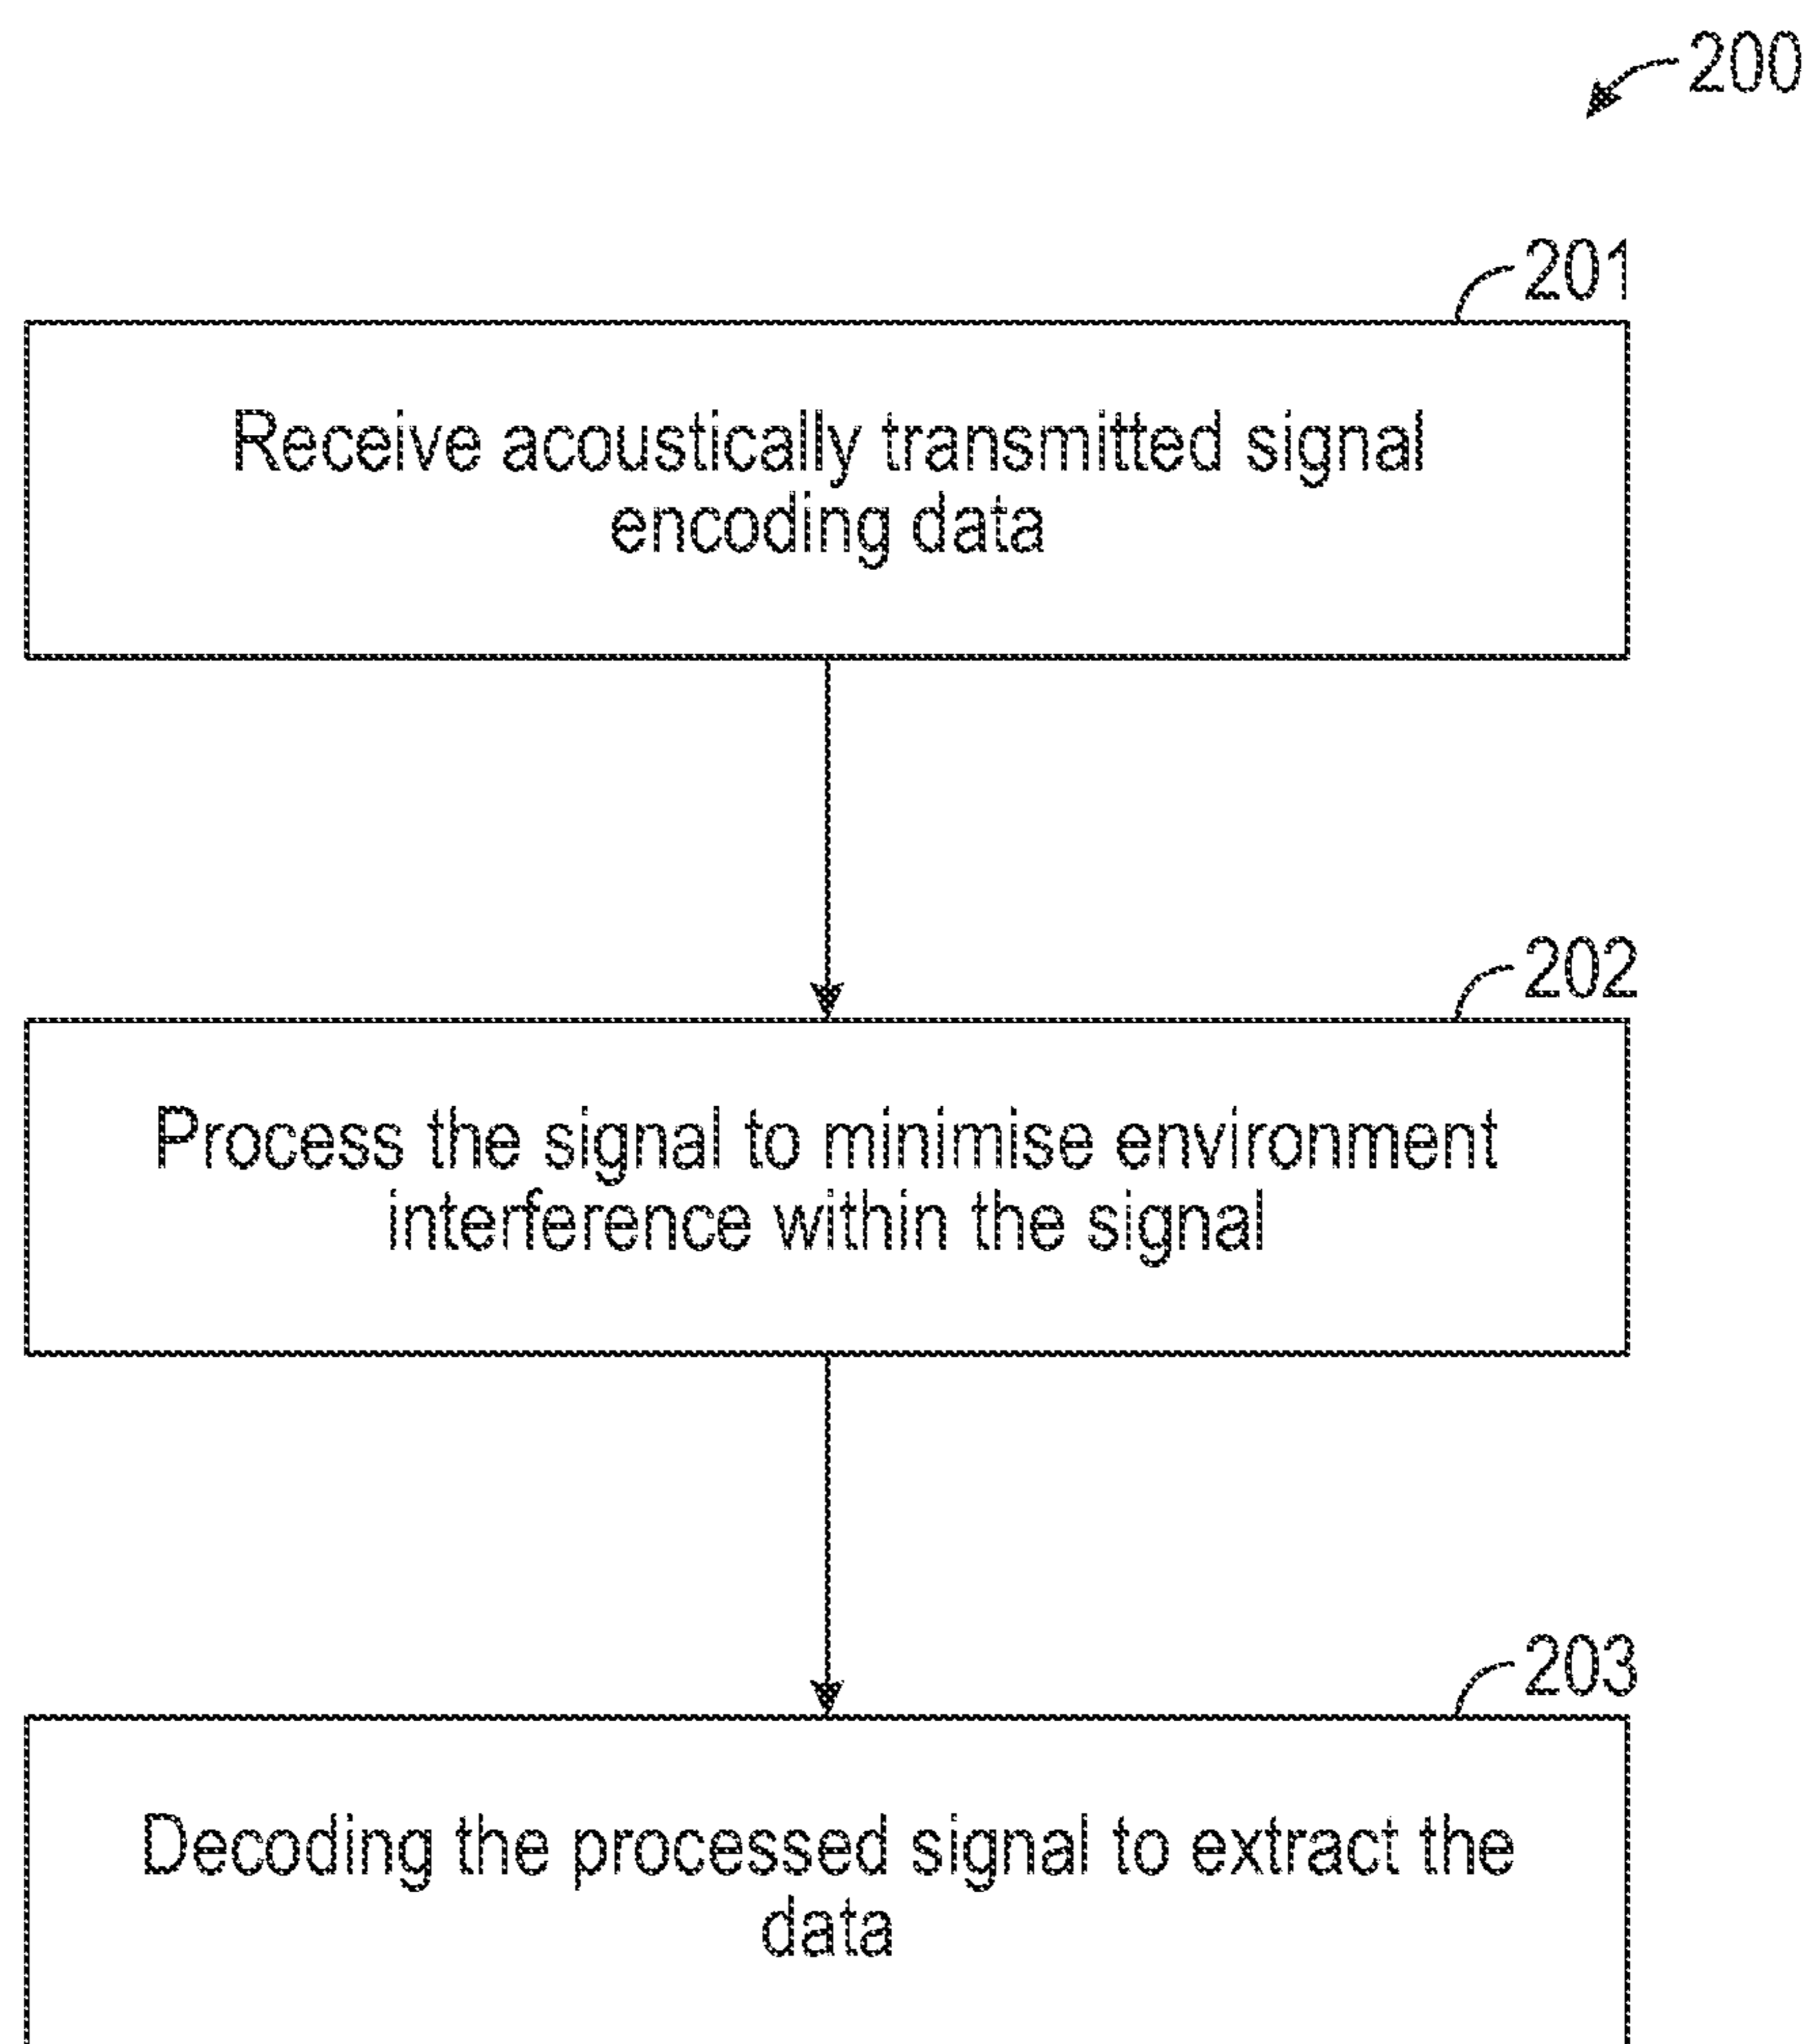 200
201
Receive acoustically transmitted signal
encoding data
202
Process the signal to minimise environment
interference within the signal
203
Decoding the processed signal to extract the
data